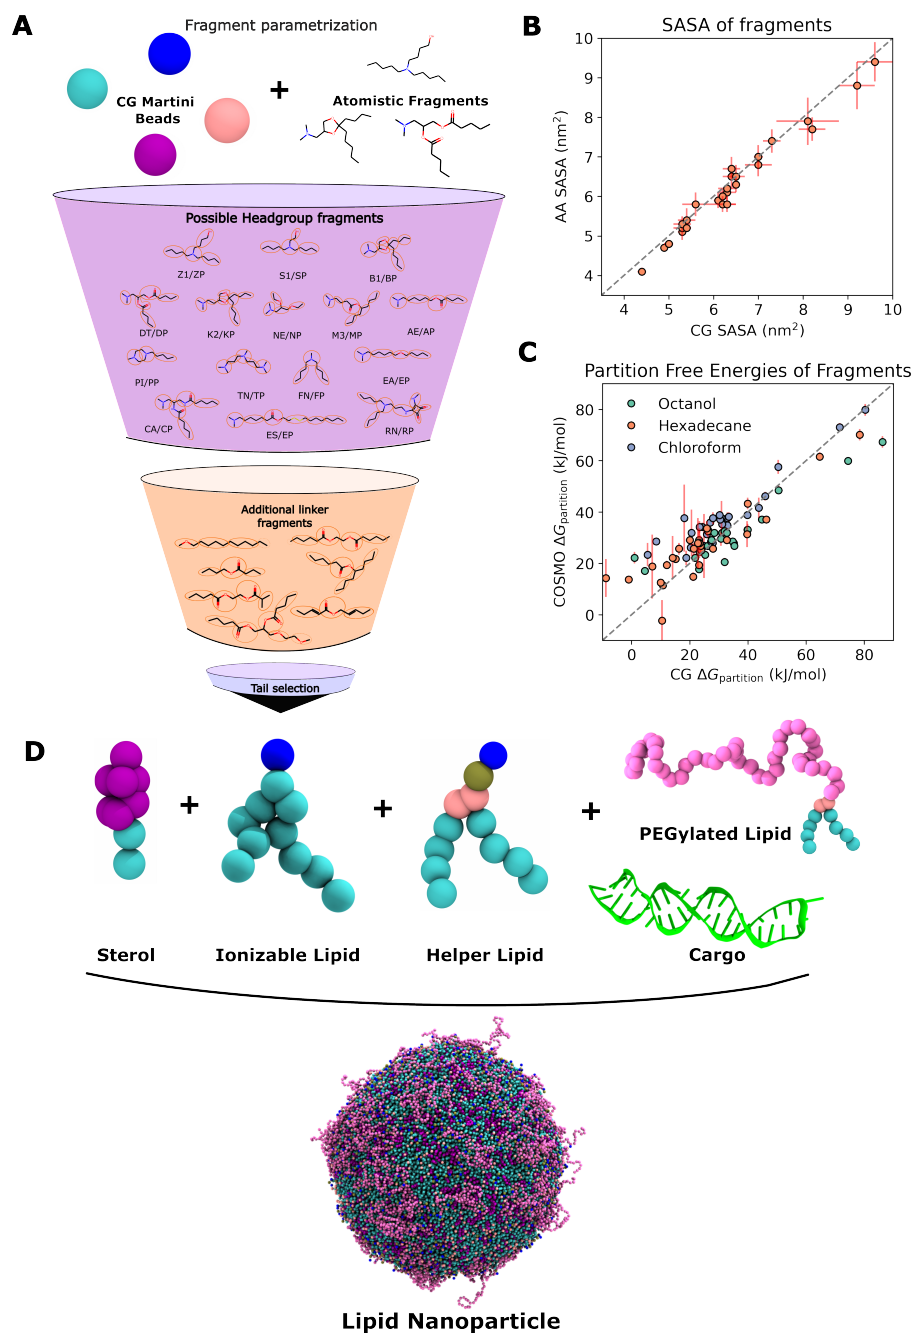 A
Fragment parametrization
CG Martini
Beads
+
Atomistic Fragments
Possible Headgroup fragments
Z1/ZP
S1/SP
B1/BP
DT/DP
K2/KP
NE/NP
M3/MP
AE/AP
PI/PP
TN/TP
FN/FP
EA/EP
CA/CP
ES/EP
RN/RP
Additional linker
fragments
Tail selection
B
SASA of fragments
AA SASA (nm²)
10
9
8
7
6
5
4
4
5
6
7
8
9
10
CG SASA (nm²)
C
Partition Free Energies of Fragments
Octanol
Hexadecane
Chloroform
COSMO ΔGpartition (kJ/mol)
80
60
40
20
0
0
20
40
60
80
CG ΔGpartition (kJ/mol)
D
+
+
+
PEGylated Lipid
Sterol
Ionizable Lipid
Helper Lipid
Cargo
Lipid Nanoparticle